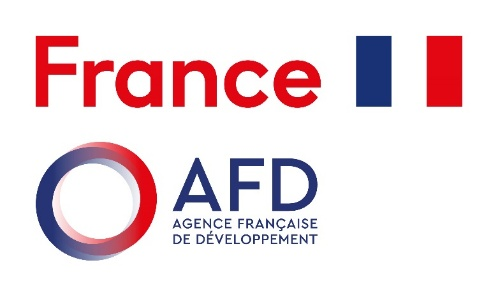 France
AFD
AGENCE FRANÇAISE
DE DÉVELOPPEMENT